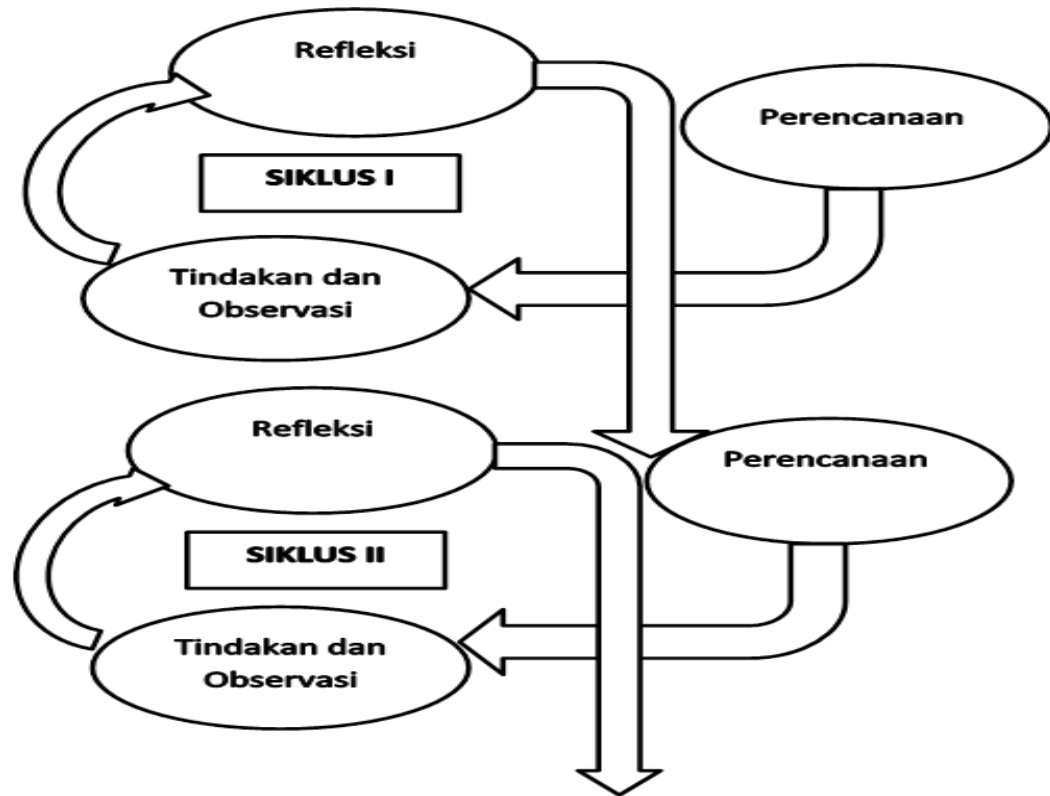 Refleksi
Perencanaan
SIKLUS I
Tindakan dan
Observasi
Refleksi
Perencanaan
SIKLUS II
Tindakan dan
Observasi